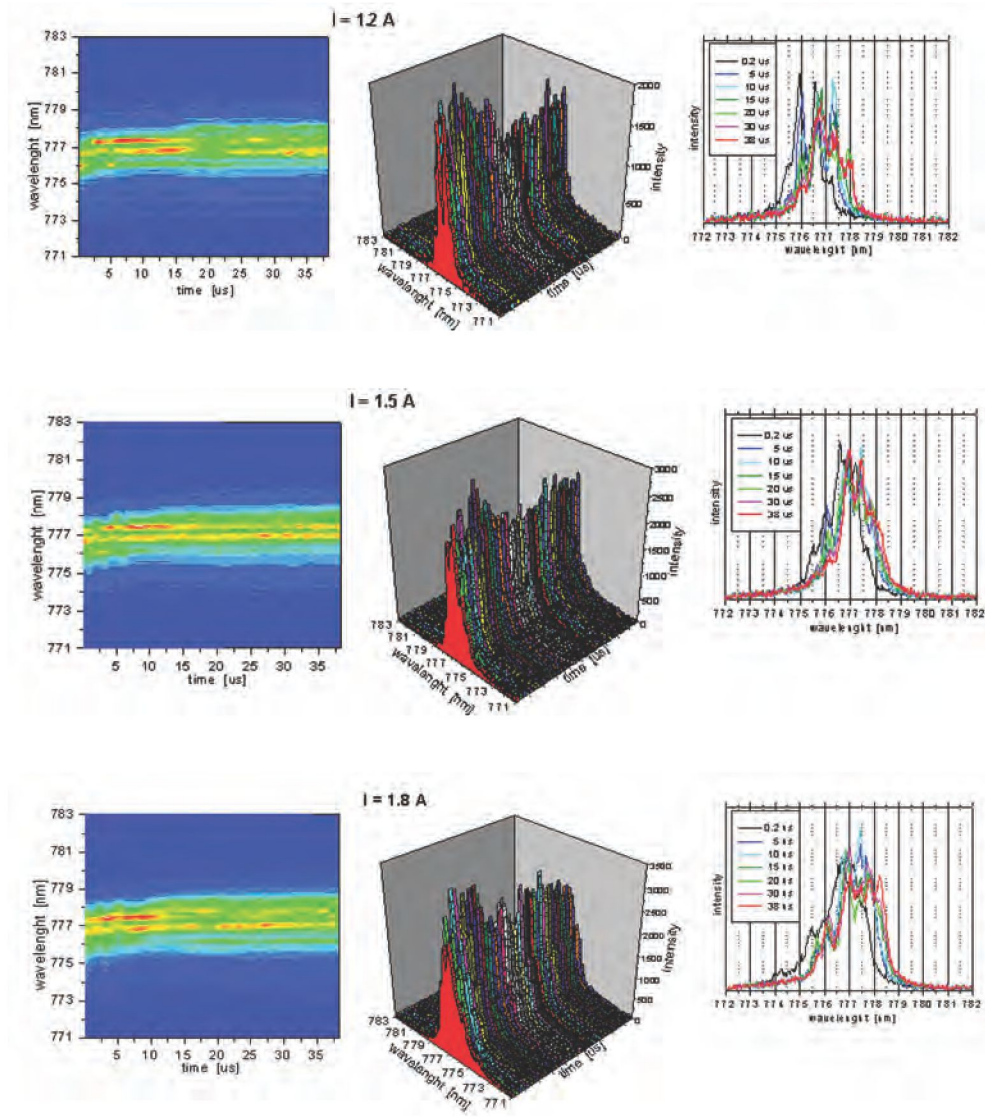 I = 1.2 A
783
781
779
777
775
773
771
wavelenght [nm]
5 10 15 20 25 30 35
time [us]
2000
1500
1000
500
0
intensity
783
781
779
777
775
773
771
wavelenght [nm]
time [us]
intensity
0.2 us
5 us
10 us
15 us
20 us
30 us
38 us
772 773 774 775 776 777 778 779 780 781 782
wavelenght [nm]
I = 1.5 A
783
781
779
777
775
773
771
wavelenght [nm]
5 10 15 20 25 30 35
time [us]
3000
2500
2000
1500
1000
500
0
intensity
783
781
779
777
775
773
771
wavelenght [nm]
time [us]
intensity
0.2 us
5 us
10 us
15 us
20 us
30 us
38 us
772 773 774 775 776 777 778 779 780 781 782
wavelenght [nm]
I = 1.8 A
783
781
779
777
775
773
771
wavelenght [nm]
5 10 15 20 25 30 35
time [us]
3500
3000
2500
2000
1500
1000
500
0
intensity
783
781
779
777
775
773
771
wavelenght [nm]
time [us]
intensity
0.2 us
5 us
10 us
15 us
20 us
30 us
38 us
772 773 774 775 776 777 778 779 780 781 782
wavelenght [nm]